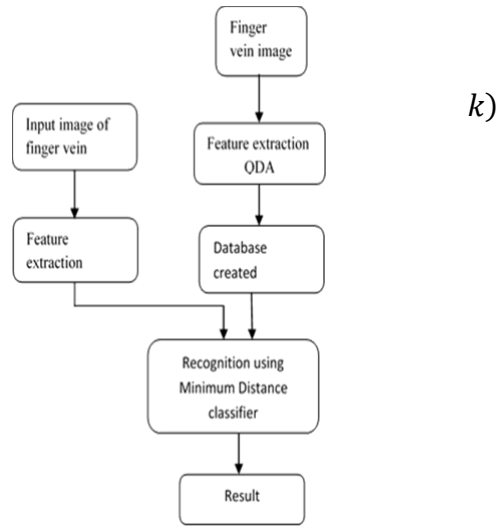 Finger
vein image
k)
Input image of
finger vein
Feature extraction
QDA
Feature
extraction
Database
created
Recognition using
Minimum Distance
classifier
Result